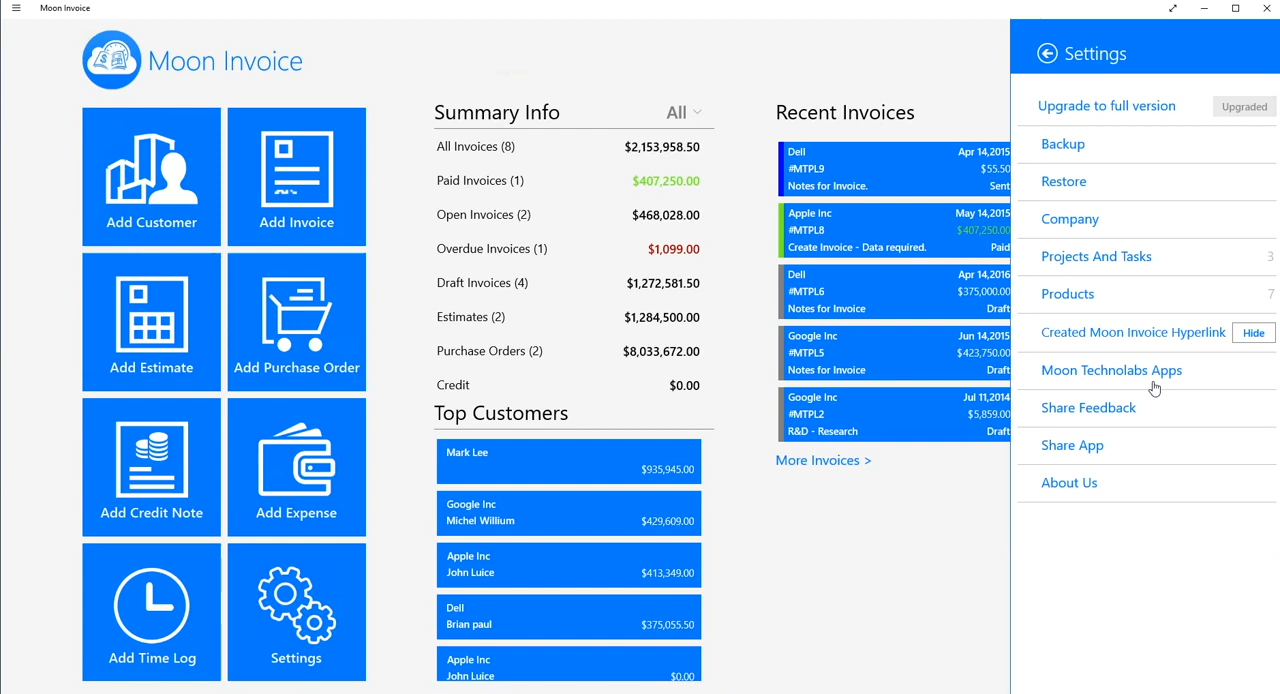 Moon Invoice
Moon Invoice
Add Customer
Add Invoice
Add Estimate
Add Purchase Order
Add Credit Note
Add Expense
Add Time Log
Settings
Summary Info
All
All Invoices (8) $2,153,958.50
Paid Invoices (1) $407,250.00
Open Invoices (2) $468,028.00
Overdue Invoices (1) $1,099.00
Draft Invoices (4) $1,272,581.50
Estimates (2) $1,284,500.00
Purchase Orders (2) $8,033,672.00
Credit $0.00
Top Customers
Mark Lee
$935,945.00
Google Inc
Michel Willium $429,609.00
Apple Inc
John Luice $413,349.00
Dell
Brian paul $375,055.50
Apple Inc
John Luice $0.00
Recent Invoices
Dell Apr 14,2015
#MTPL9 $55.50
Notes for Invoice. Sent
Apple Inc May 14,2015
#MTPL8 $407,250.00
Create Invoice - Data required. Paid
Dell Apr 14,2016
#MTPL6 $375,000.00
Notes for Invoice Draft
Google Inc Jun 14,2015
#MTPL5 $423,750.00
Notes for Invoice Draft
Google Inc Jul 11,2014
#MTPL2 $5,859.00
R&D - Research Draft
More Invoices >
Settings
Upgrade to full version Upgraded
Backup
Restore
Company
Projects And Tasks 3
Products 7
Created Moon Invoice Hyperlink Hide
Moon Technolabs Apps
Share Feedback
Share App
About Us